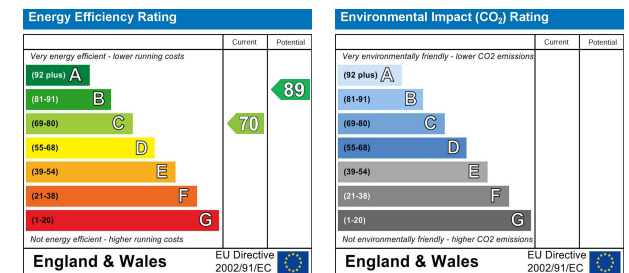 Energy Efficiency Rating
Current Potential
Very energy efficient - lower running costs
(92 plus) A
(81-91) B
89
(69-80) C
70
(55-68) D
(39-54) E
(21-38) F
(1-20) G
Not energy efficient - higher running costs
England & Wales
EU Directive
2002/91/EC
Environmental Impact (CO₂) Rating
Current Potential
Very environmentally friendly - lower CO2 emissions
(92 plus) A
(81-91) B
(69-80) C
(55-68) D
(39-54) E
(21-38) F
(1-20) G
Not environmentally friendly - higher CO2 emissions
England & Wales
EU Directive
2002/91/EC